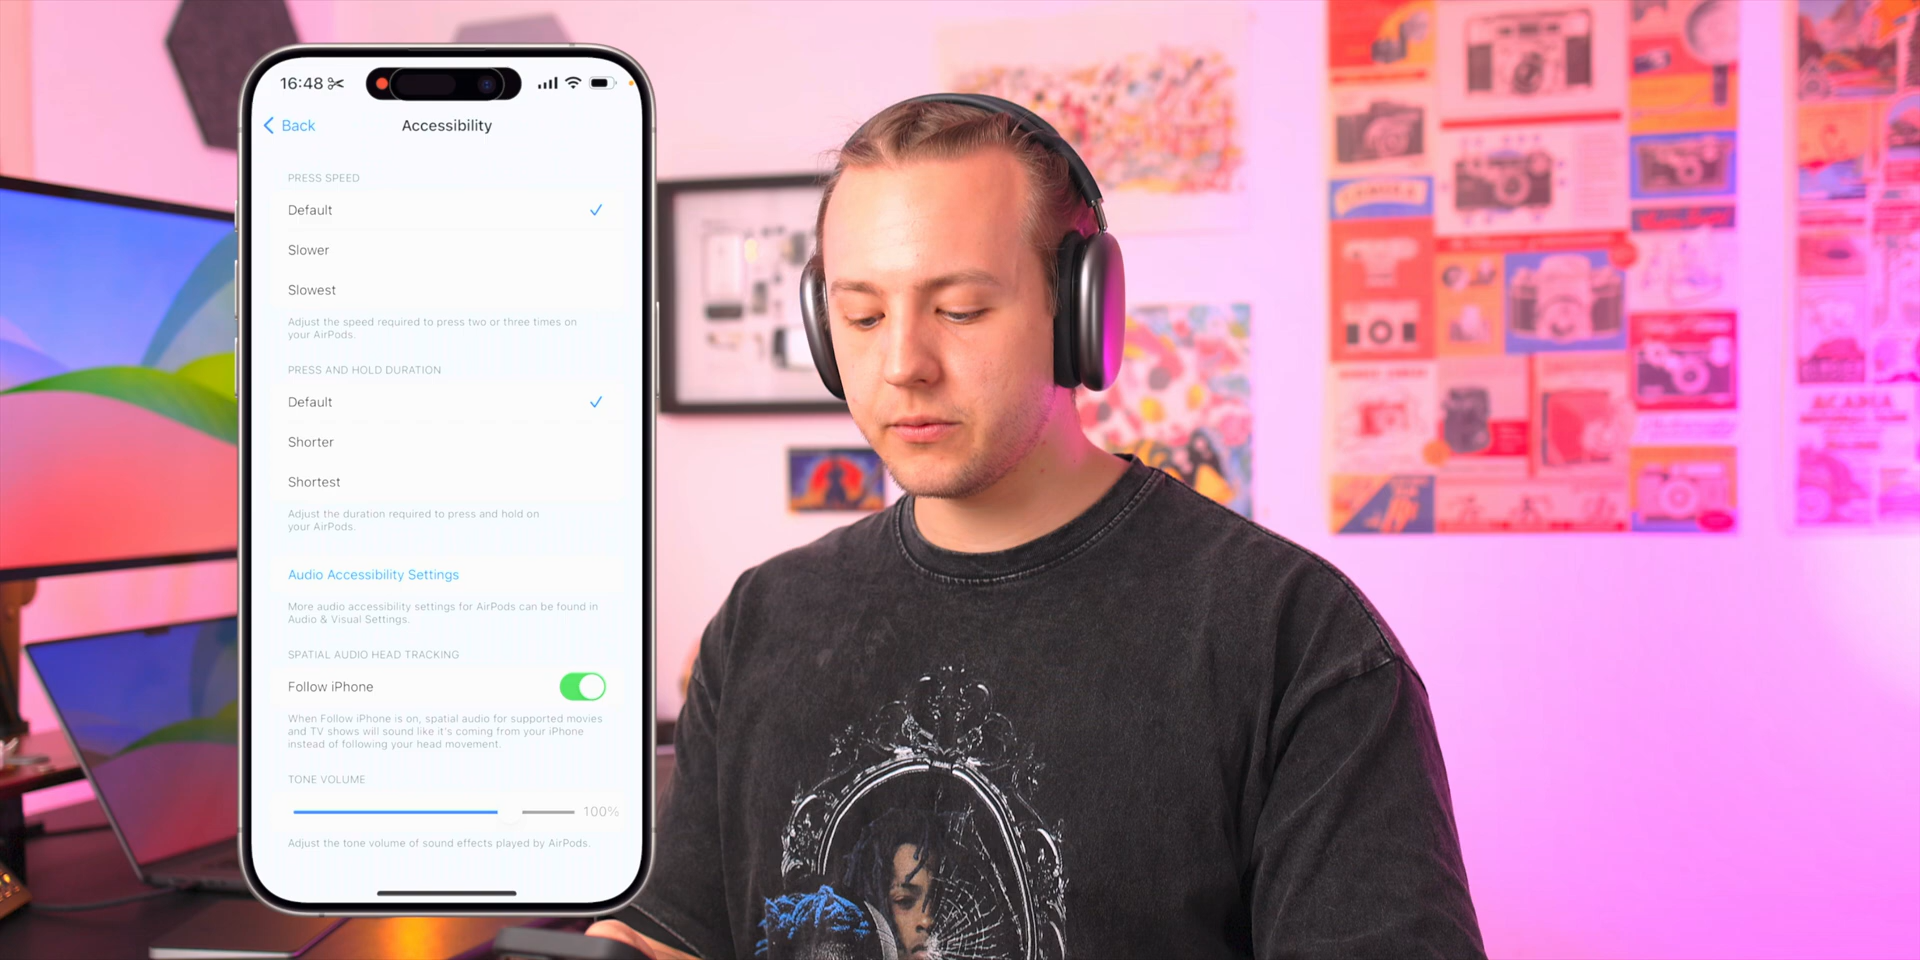 16:48
Back
Accessibility
PRESS SPEED
Default
Slower
Slowest
Adjust the speed required to press two or three times on
your AirPods.
PRESS AND HOLD DURATION
Default
Shorter
Shortest
Adjust the duration required to press and hold on
your AirPods.
Audio Accessibility Settings
More audio accessibility settings for AirPods can be found in
Audio & Visual Settings.
SPATIAL AUDIO HEAD TRACKING
Follow iPhone
When Follow iPhone is on, spatial audio for supported movies
and TV shows will sound like it's coming from your iPhone
instead of following your head movement.
TONE VOLUME
100%
Adjust the tone volume of sound effects played by AirPods.